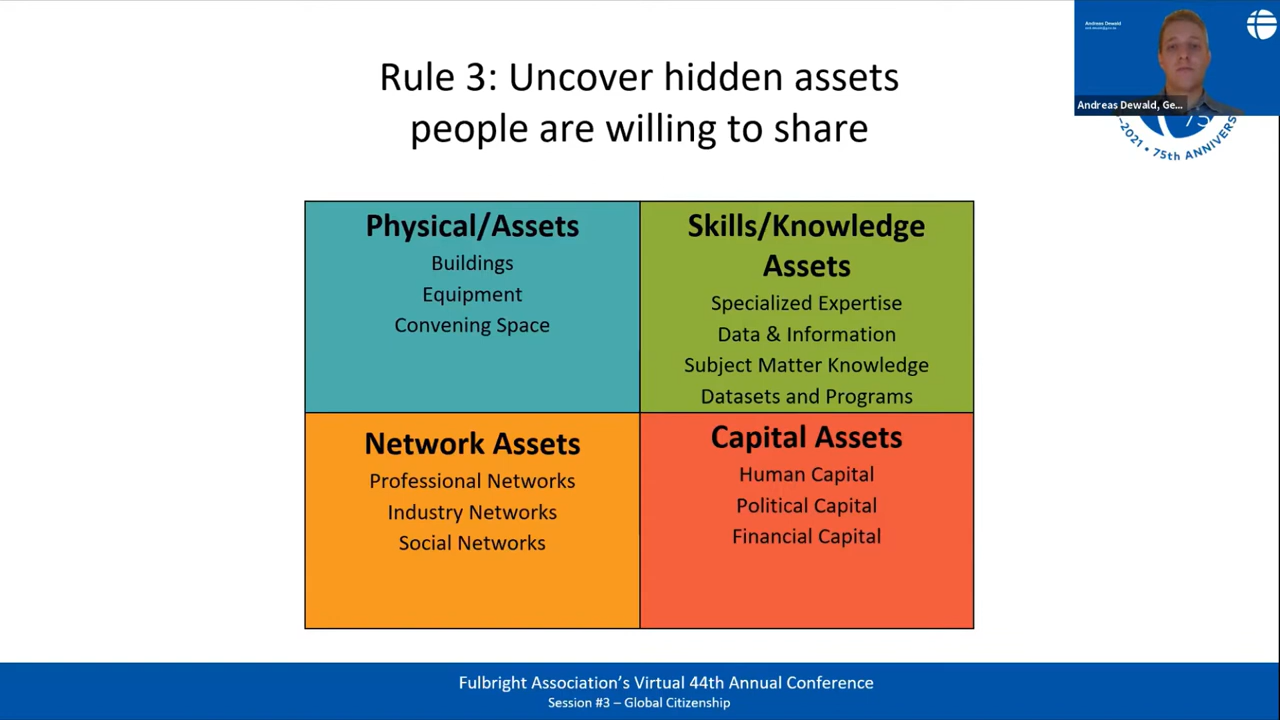 Rule 3: Uncover hidden assets
people are willing to share
Physical/Assets
Buildings
Equipment
Convening Space
Skills/Knowledge
Assets
Specialized Expertise
Data & Information
Subject Matter Knowledge
Datasets and Programs
Network Assets
Professional Networks
Industry Networks
Social Networks
Capital Assets
Human Capital
Political Capital
Financial Capital
Andreas Dewald
Andreas Dewald, Ge...
75
2021 • 75th ANNIVERS
Fulbright Association's Virtual 44th Annual Conference
Session #3 – Global Citizenship